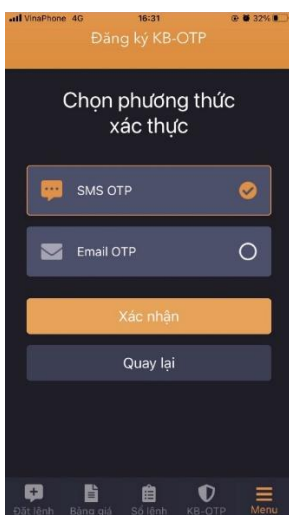 VinaPhone 4G 16:31 32%
Đăng ký KB-OTP
Chọn phương thức
xác thực
SMS OTP
Email OTP
Xác nhận
Quay lại
Đặt lệnh Bảng giá Sổ lệnh KB-OTP Menu